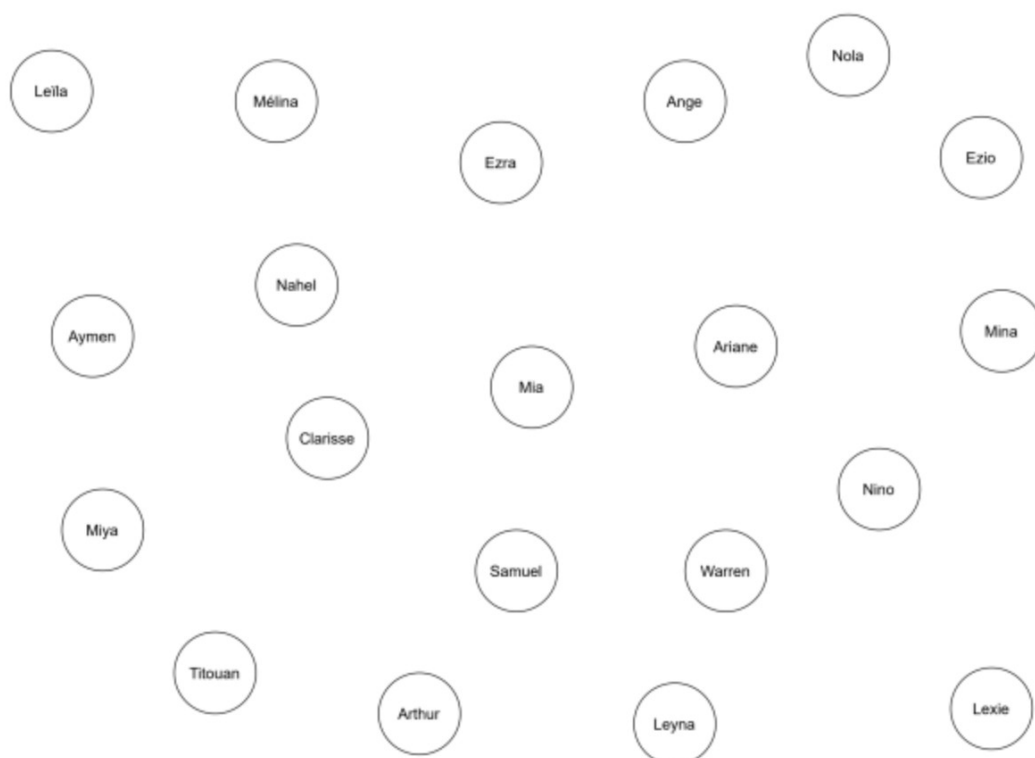 Nola
Leïla
Mélina
Ange
Ezra
Ezio
Nahel
Aymen
Ariane
Mina
Mia
Clarisse
Nino
Miya
Samuel
Warren
Titouan
Arthur
Leyna
Lexie